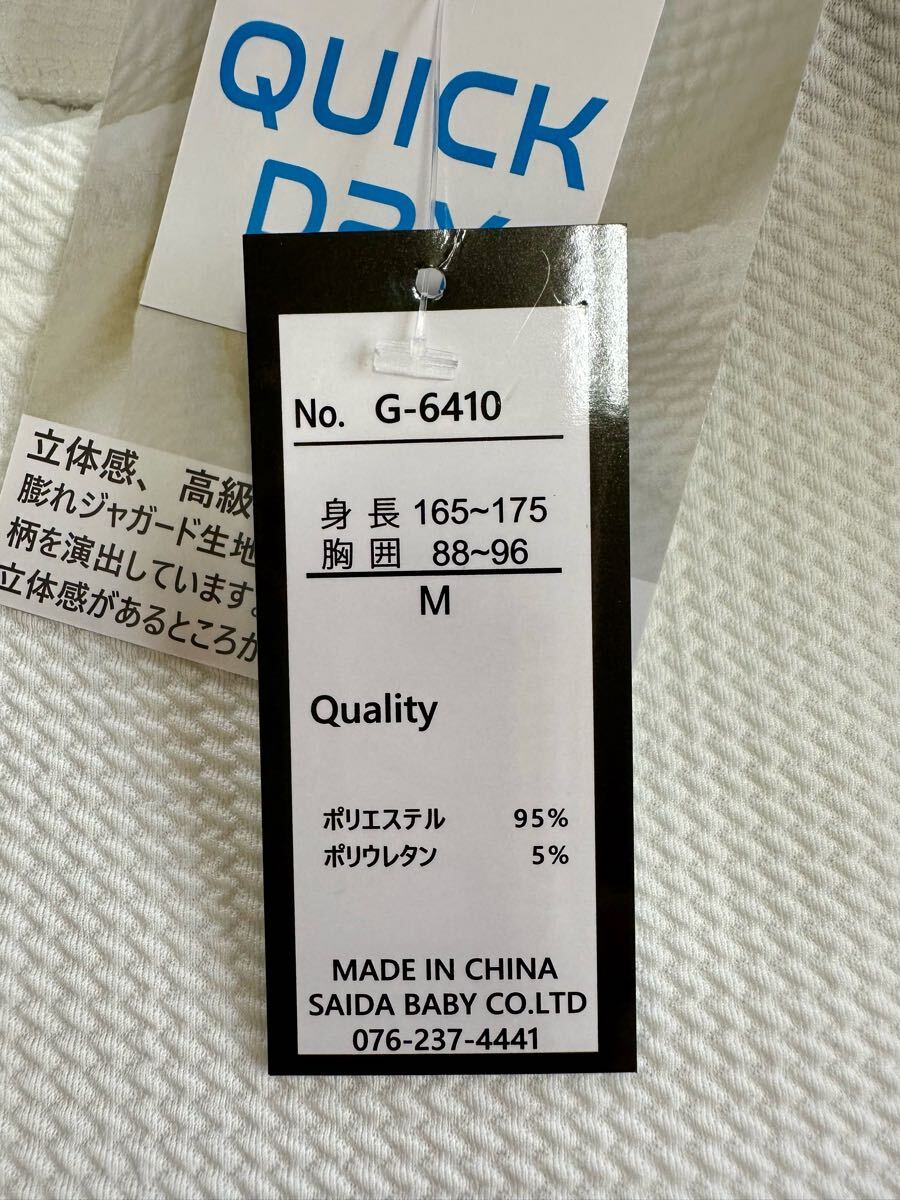 QUICK
立体感、高級
膨れジャガード生地
柄を演出しています。
立体感があるところが
No. G-6410
身長 165~175
胸囲 88~96
M
Quality
ポリエステル 95%
ポリウレタン 5%
MADE IN CHINA
SAIDA BABY CO.LTD
076-237-4441